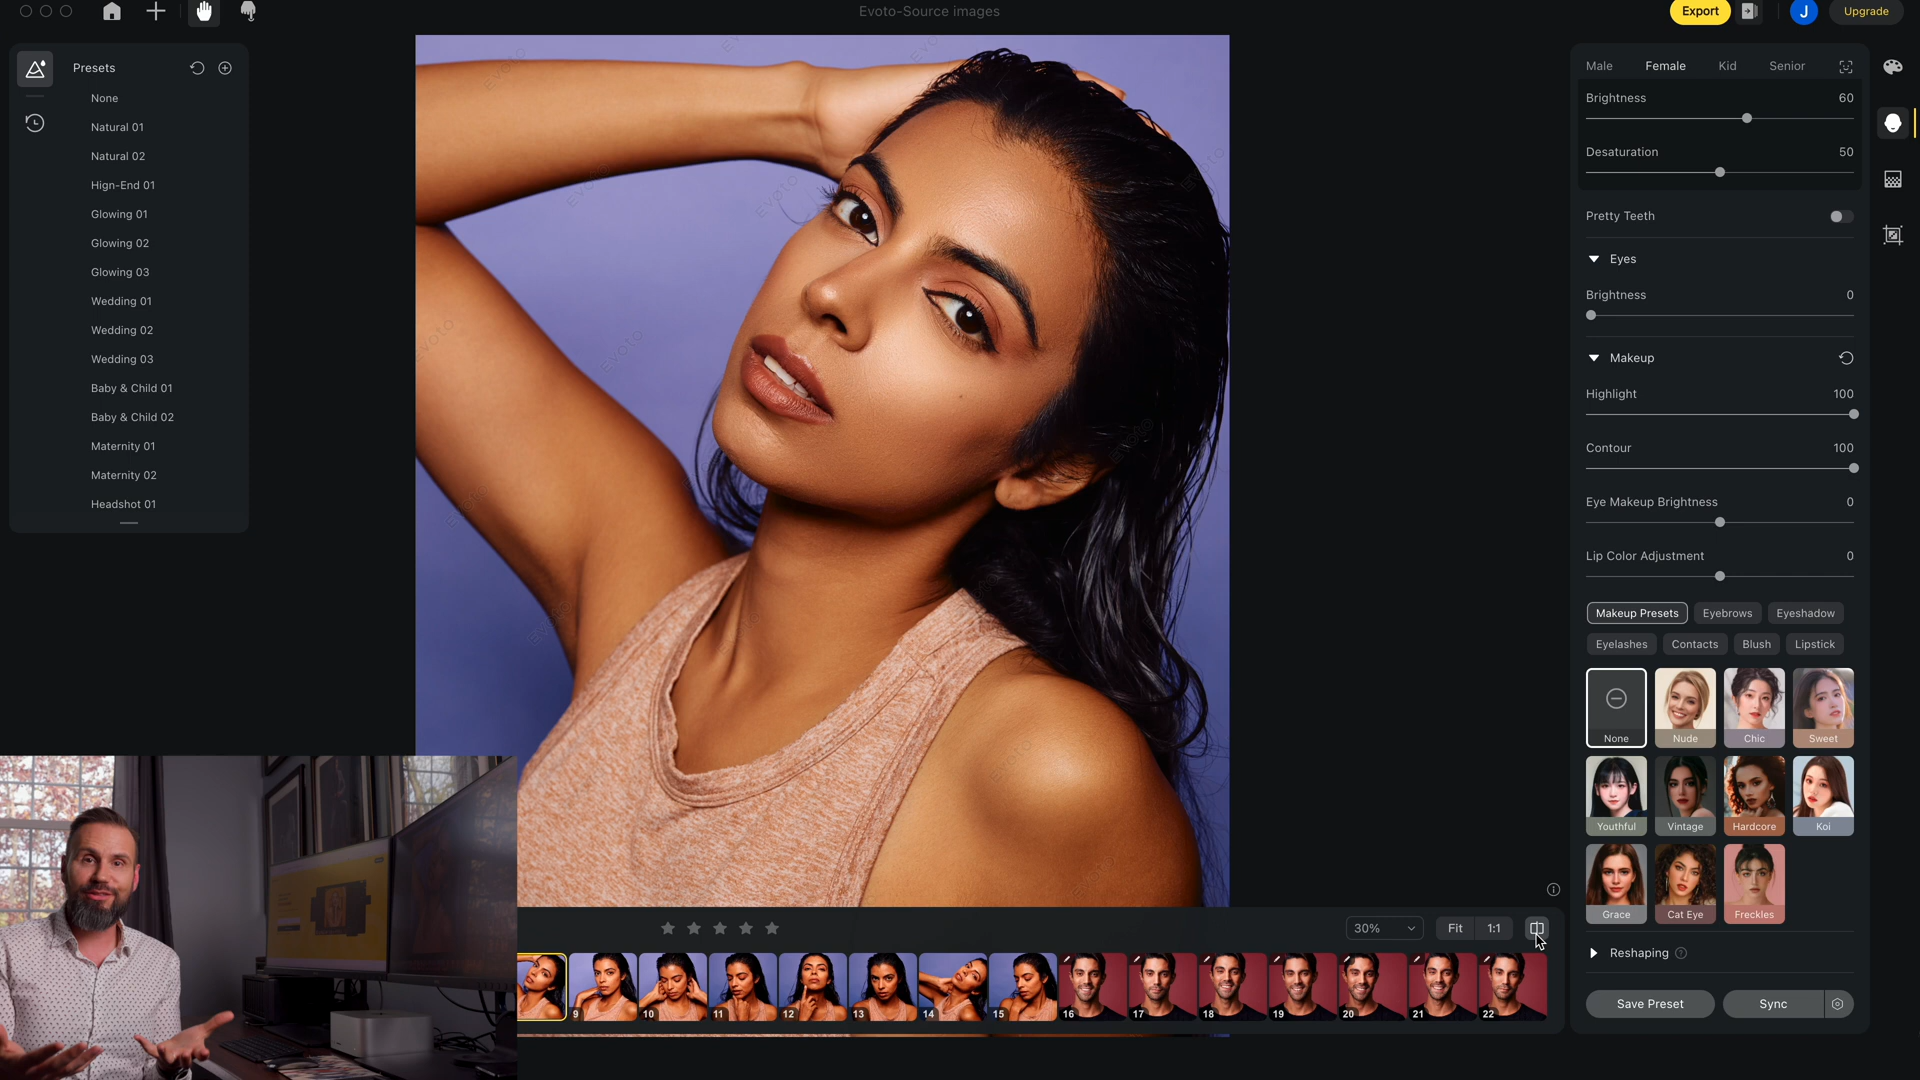 Evoto-Source images
Export
J
Upgrade
Presets
None
Natural 01
Natural 02
Hign-End 01
Glowing 01
Glowing 02
Glowing 03
Wedding 01
Wedding 02
Wedding 03
Baby & Child 01
Baby & Child 02
Maternity 01
Maternity 02
Headshot 01
Evoto
Male Female Kid Senior
Brightness 60
Desaturation 50
Pretty Teeth
Eyes
Brightness 0
Makeup
Highlight 100
Contour 100
Eye Makeup Brightness 0
Lip Color Adjustment 0
Makeup Presets Eyebrows Eyeshadow
Eyelashes Contacts Blush Lipstick
None Nude Chic Sweet
Youthful Vintage Hardcore Koi
Grace Cat Eye Freckles
Reshaping ?
Save Preset Sync
30% Fit 1:1
9 10 11 12 13 14 15 16 17 18 19 20 21 22